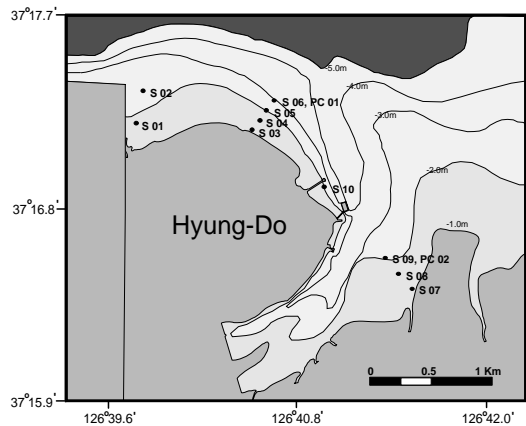 37°17.7'
-5.0m
-4.0m
S 02
S 06, PC 01
S 05
-3.0m
S 01
S 04
S 03
-2.0m
S 10
37°16.8'
Hyung-Do
-1.0m
S 09, PC 02
S 08
S 07
0 0.5 1 Km
37°15.9'
126°39.6' 126°40.8' 126°42.0'